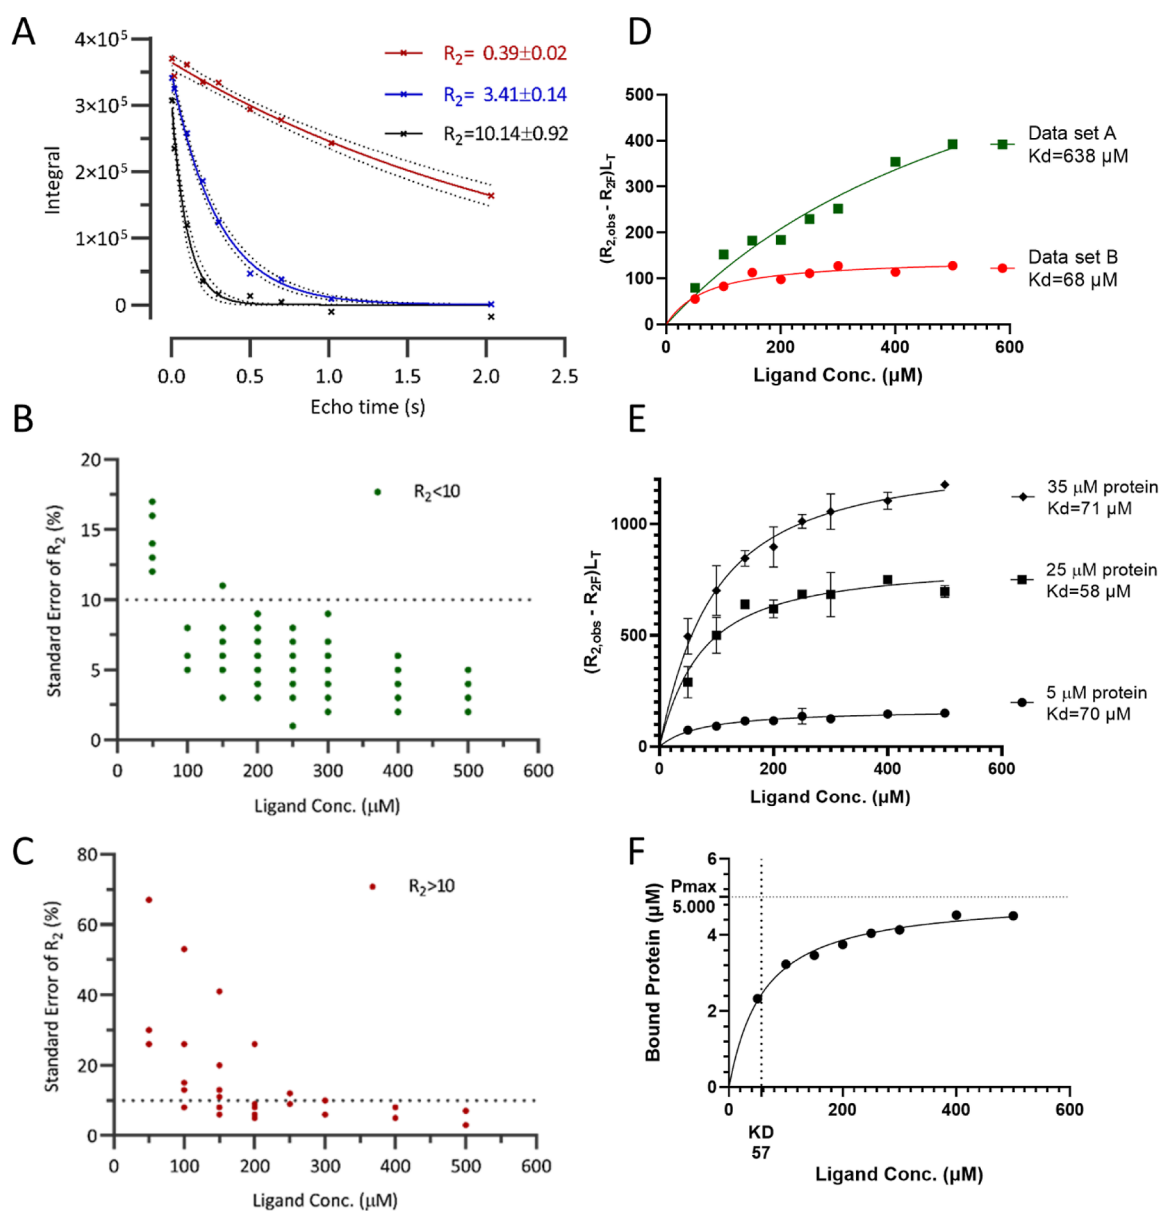 A
4×10⁵
3×10⁵
2×10⁵
1×10⁵
0
Integral
R₂= 0.39±0.02
R₂= 3.41±0.14
R₂=10.14±0.92
0.0 0.5 1.0 1.5 2.0 2.5
Echo time (s)
B
20
15
10
5
0
Standard Error of R₂ (%)
R₂<10
0 100 200 300 400 500 600
Ligand Conc. (μM)
C
80
60
40
20
0
Standard Error of R₂ (%)
R₂>10
0 100 200 300 400 500 600
Ligand Conc. (μM)
D
500
400
300
200
100
0
(R₂,obs - R₂F)LT
Data set A
Kd=638 μM
Data set B
Kd=68 μM
0 200 400 600
Ligand Conc. (μM)
E
1000
500
0
(R₂,obs - R₂F)LT
35 μM protein
Kd=71 μM
25 μM protein
Kd=58 μM
5 μM protein
Kd=70 μM
0 200 400 600
Ligand Conc. (μM)
F
6
Pmax
5.000
4
2
0
Bound Protein (μM)
0 200 400 600
KD
57
Ligand Conc. (μM)